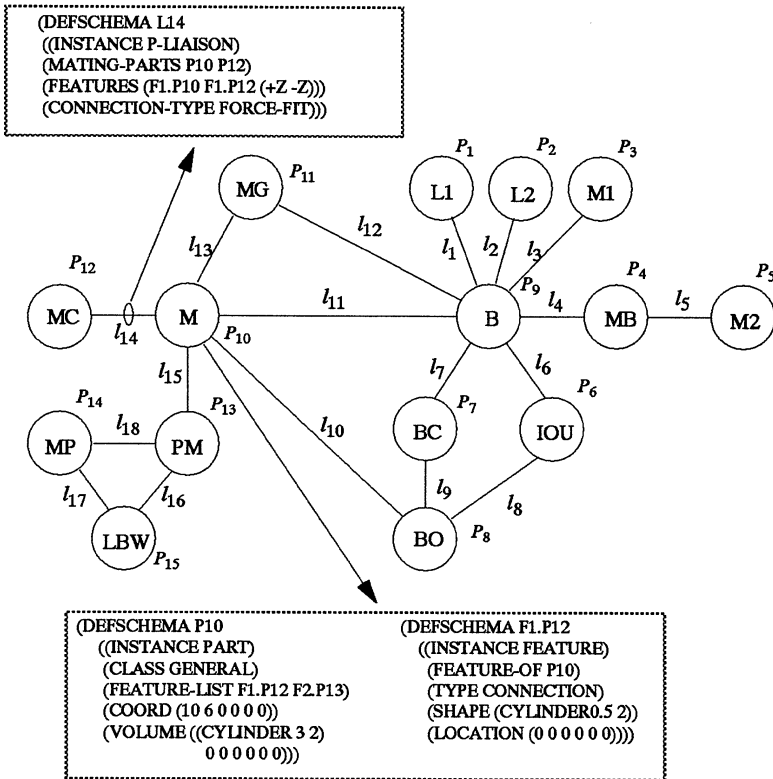 (DEFSCHEMA L14
((INSTANCE P-LIAISON)
(MATING-PARTS P10 P12)
(FEATURES (F1.P10 F1.P12 (+Z -Z)))
(CONNECTION-TYPE FORCE-FIT)))
P1
P2
P3
P11
MG
L1
L2
M1
l12
l13
l1
l2
l3
P12
P9
P4
P5
MC
M
l11
B
l4
MB
l5
M2
l14
P10
l15
l7
l6
P14
P13
P7
P6
l18
l10
MP
PM
BC
IOU
l17
l16
l9
l8
LBW
BO
P8
P15
(DEFSCHEMA P10
((INSTANCE PART)
(CLASS GENERAL)
(FEATURE-LIST F1.P12 F2.P13)
(COORD (10 6 0 0 0 0))
(VOLUME ((CYLINDER 3 2)
0 0 0 0 0 0)))
(DEFSCHEMA F1.P12
((INSTANCE FEATURE)
(FEATURE-OF P10)
(TYPE CONNECTION)
(SHAPE (CYLINDER0.5 2))
(LOCATION (0 0 0 0 0 0))))